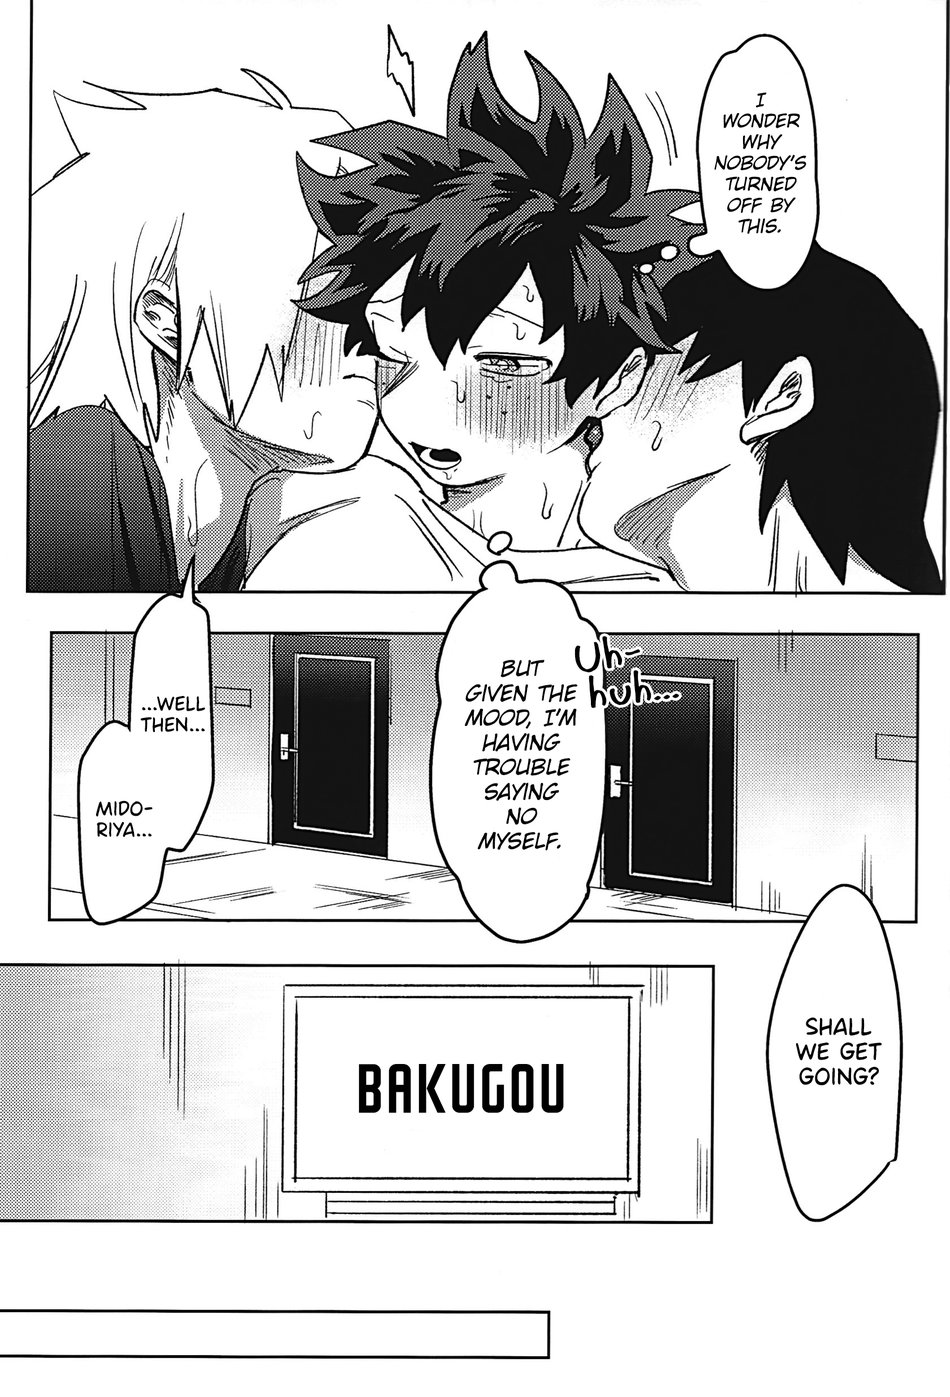 I
WONDER
WHY
NOBODY'S
TURNED
OFF BY
THIS.
BUT
GIVEN THE
MOOD, I'M
HAVING
TROUBLE
SAYING
NO
MYSELF.
Uh-
huh...
...WELL
THEN...
MIDO-
RIYA...
SHALL
WE GET
GOING?
BAKUGOU